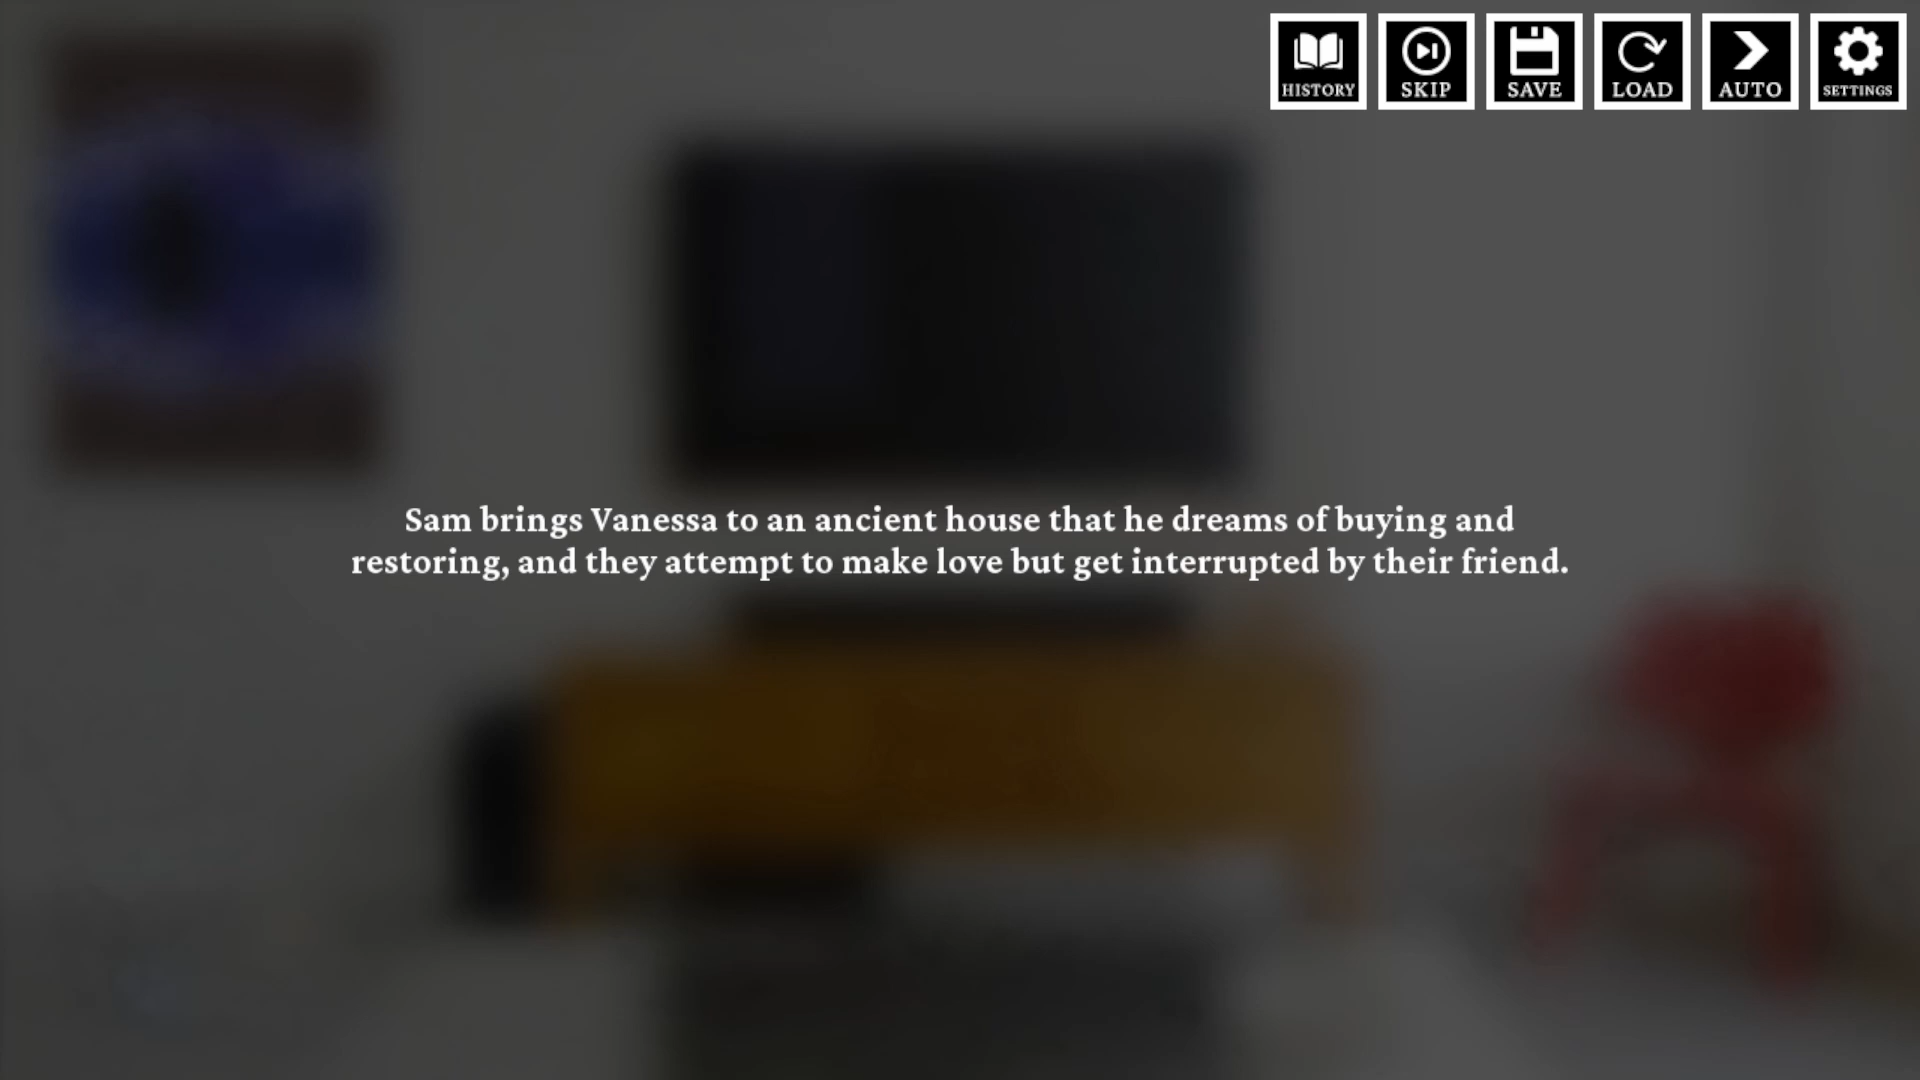 HISTORY
SKIP
SAVE
LOAD
AUTO
SETTINGS
Sam brings Vanessa to an ancient house that he dreams of buying and
restoring, and they attempt to make love but get interrupted by their friend.